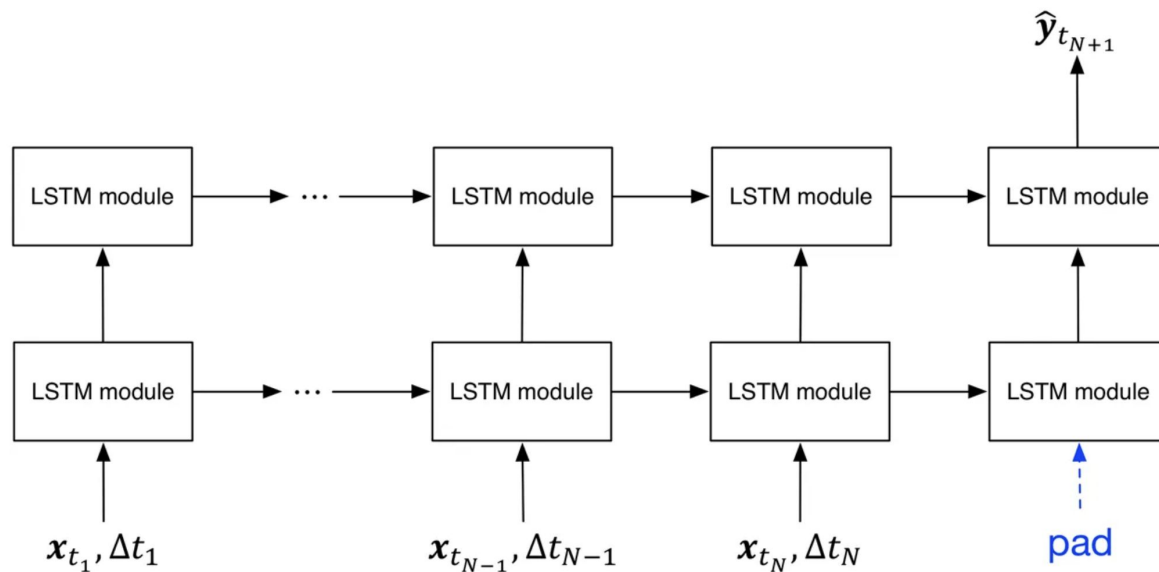 ŷ_{t_{N+1}}
LSTM module ... LSTM module LSTM module LSTM module
LSTM module ... LSTM module LSTM module LSTM module
x_{t_1}, Δt_1 x_{t_{N-1}}, Δt_{N-1} x_{t_N}, Δt_N pad